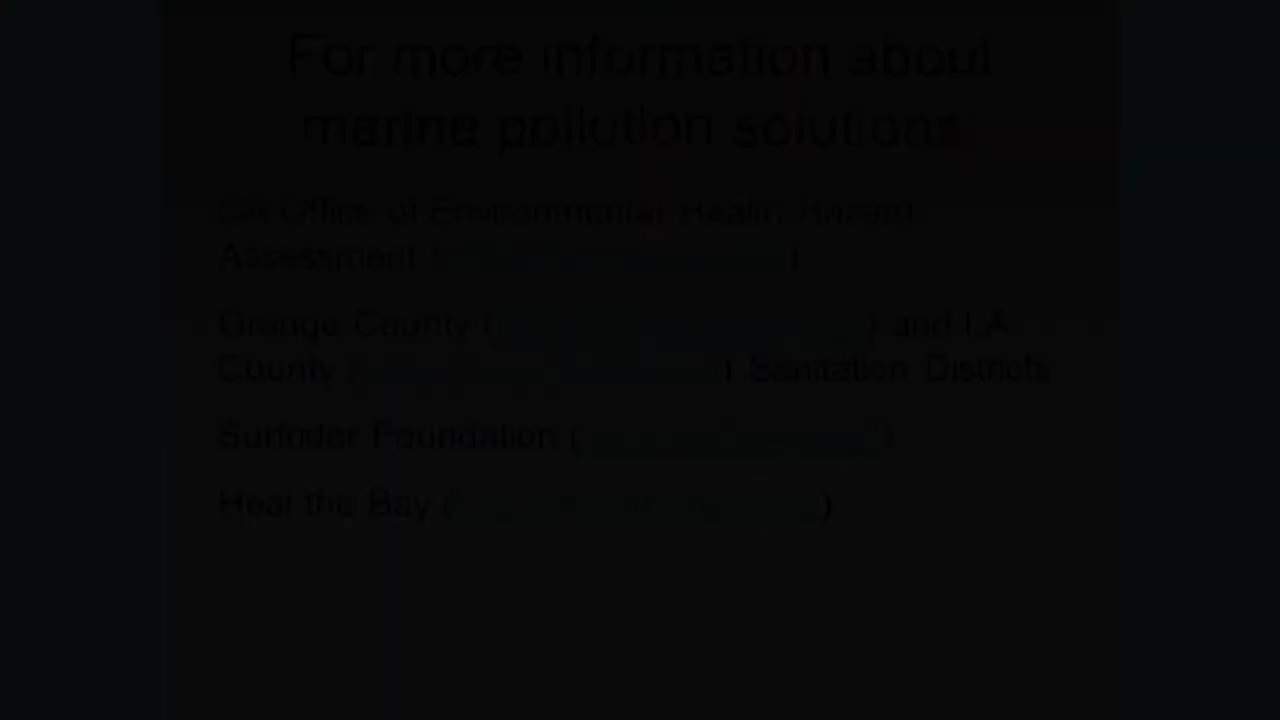 For more information about
marine pollution solutions:
CA Office of Environmental Health Hazard
Assessment ( )
Orange County ( ) and LA
County ( ) Sanitation Districts
Surfrider Foundation ( )
Heal the Bay ( )